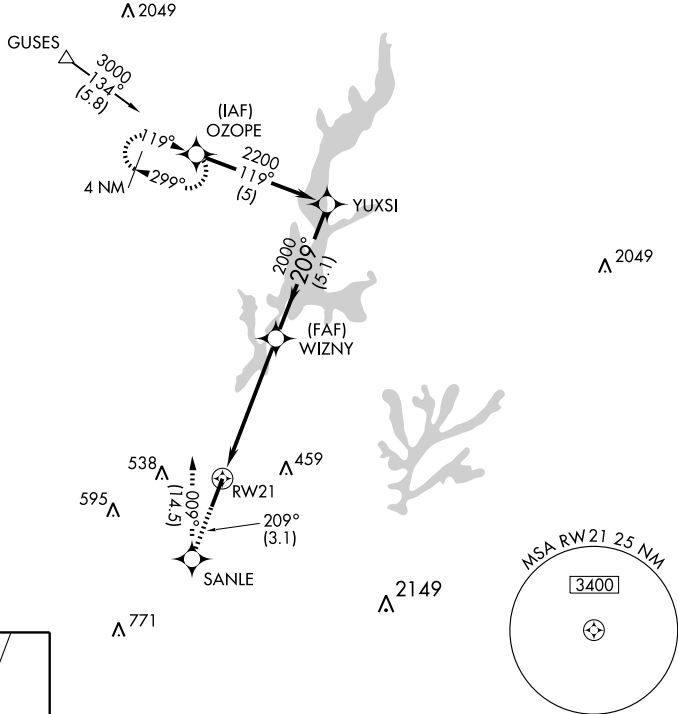 2049
GUSES
3000
134°
(5.8)
(IAF)
OZOPE
119°
299°
4 NM
2200
119°
(5)
YUXSI
2000
209°
(5.1)
2049
(FAF)
WIZNY
538
459
RW21
595
009°
(14.5)
209°
(3.1)
SANLE
771
2149
MSA RW21 25 NM
3400